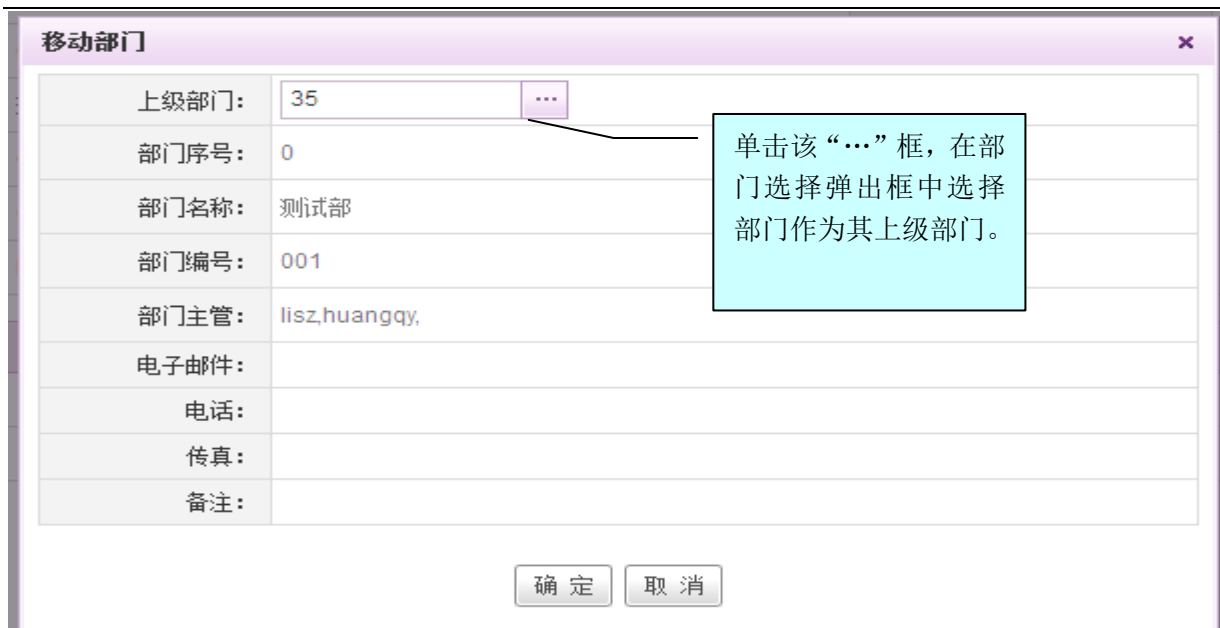 移动部门
×
上级部门： 35 …
部门序号： 0
部门名称： 测试部
部门编号： 001
部门主管： lisz,huangqy,
电子邮件：
电话：
传真：
备注：
单击该“…”框，在部
门选择弹出框中选择
部门作为其上级部门。
确 定 取 消